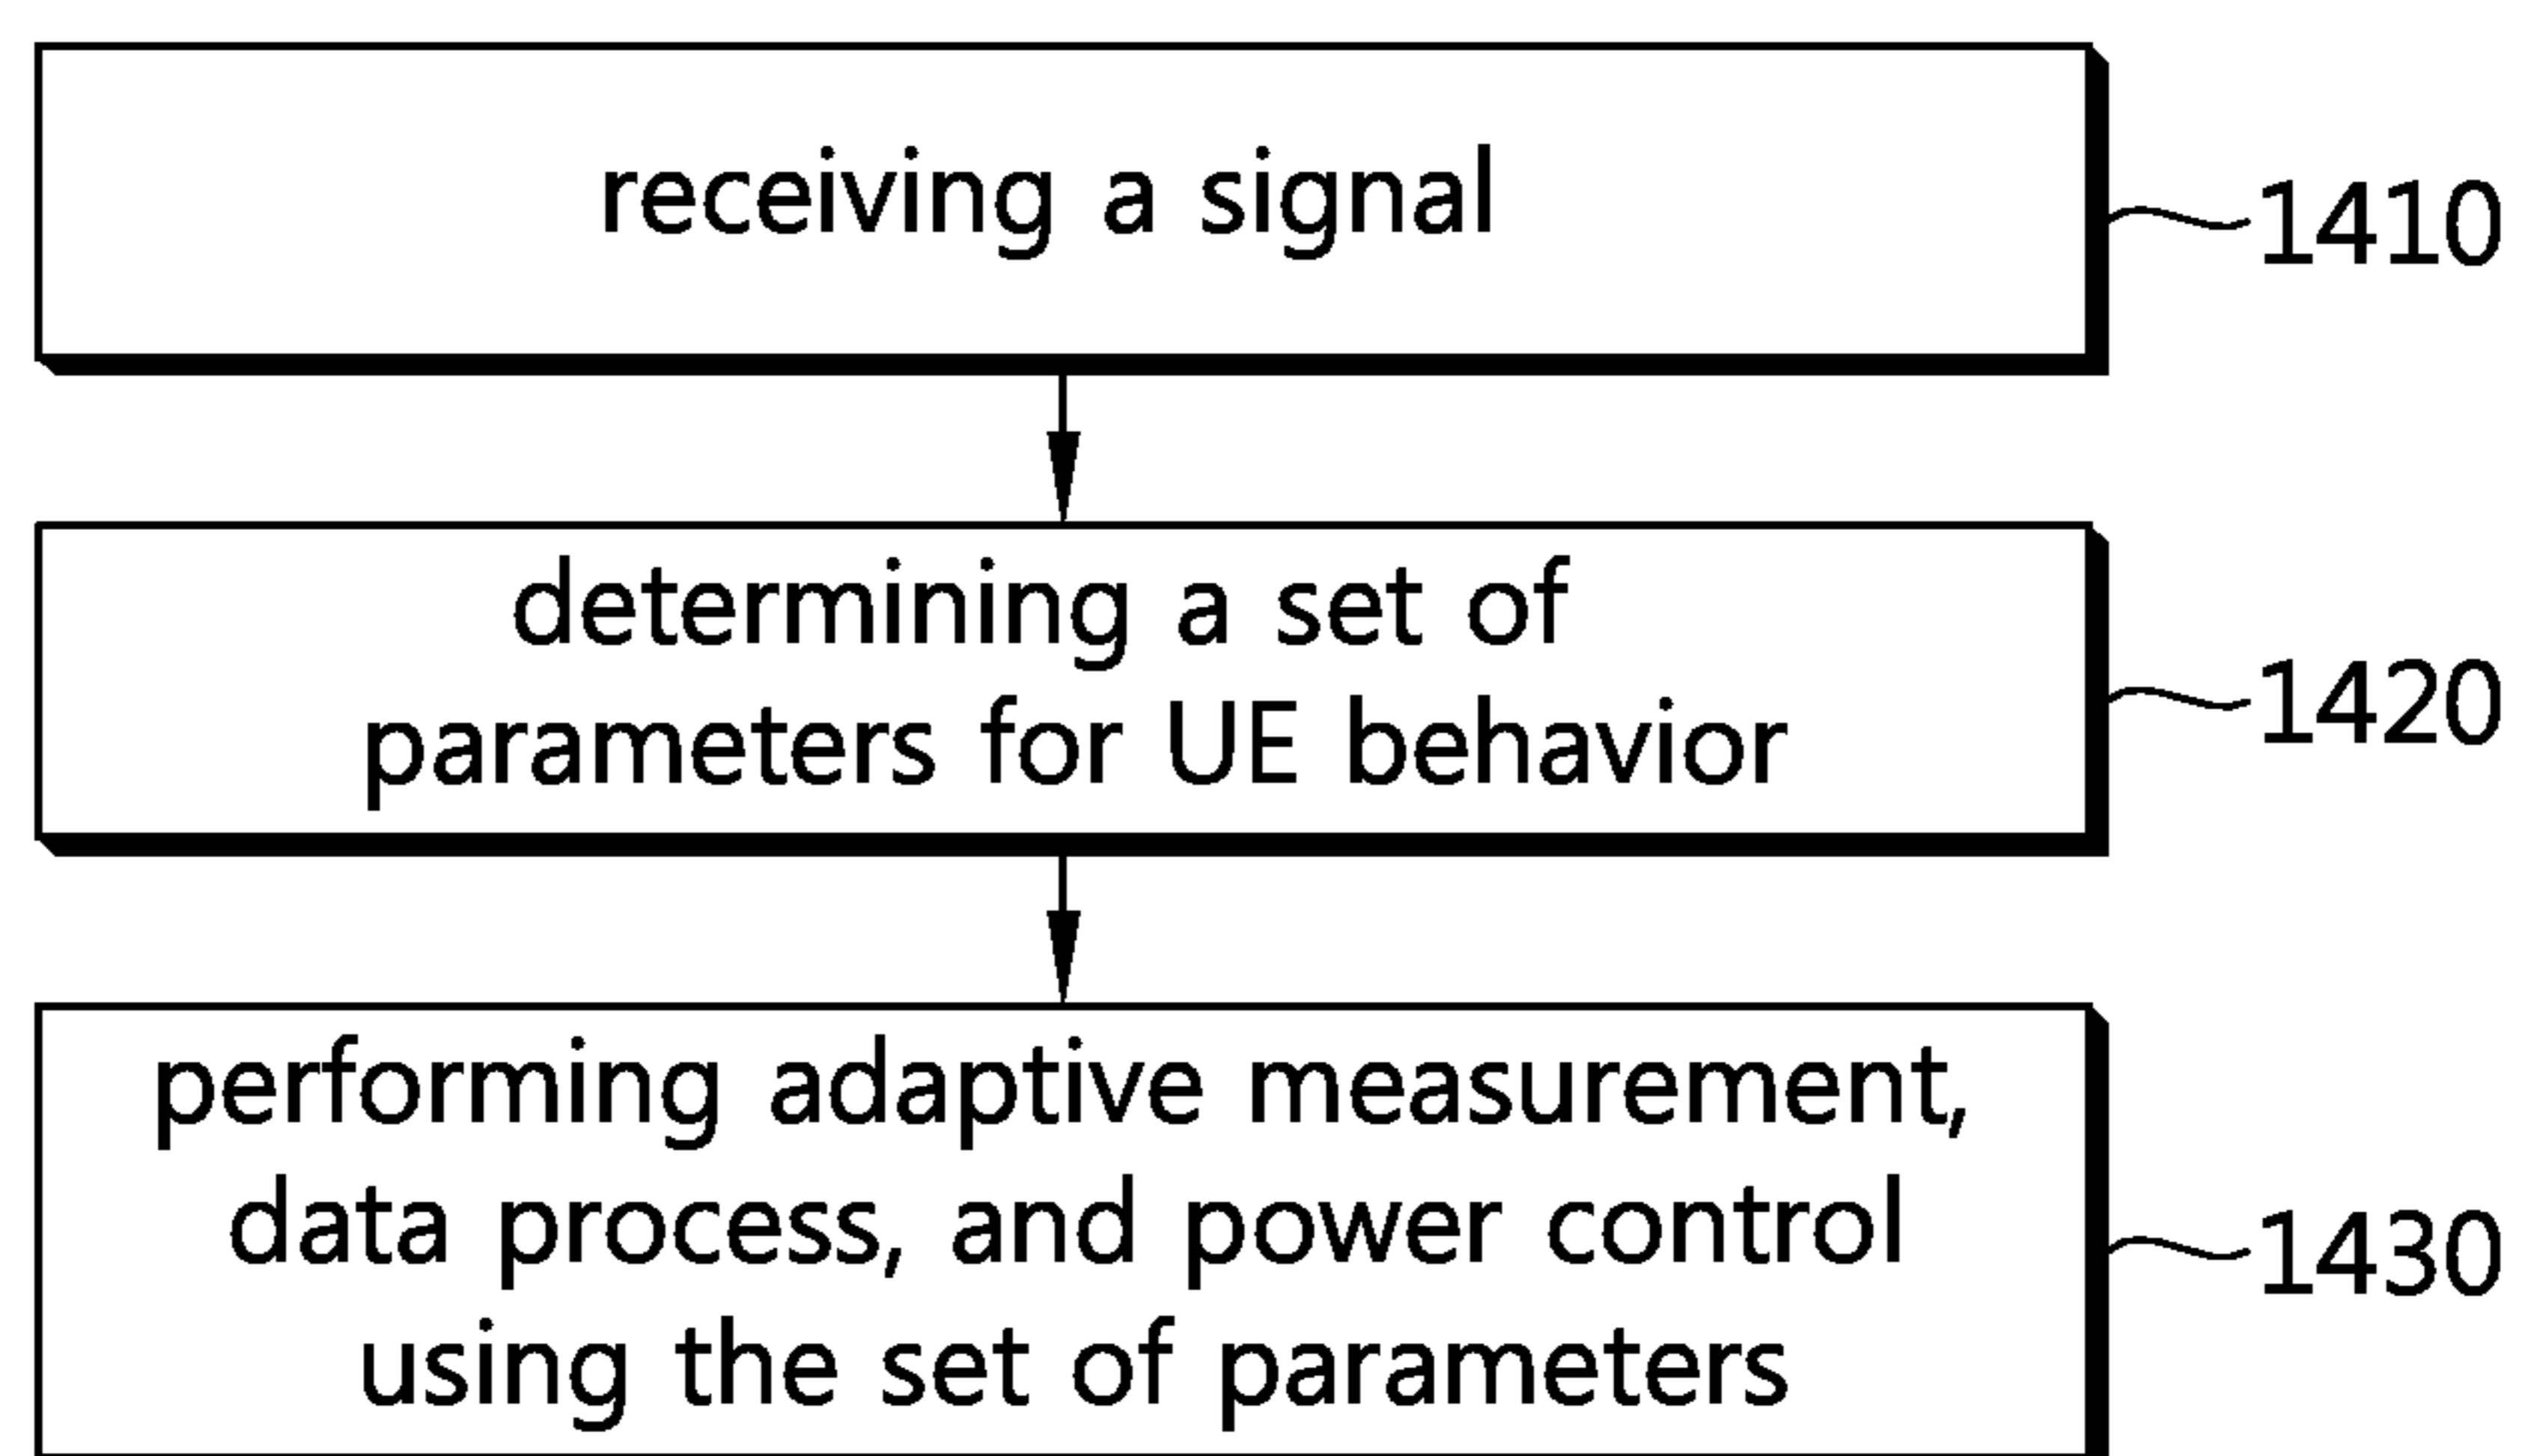 receiving a signal
1410
determining a set of
parameters for UE behavior
1420
performing adaptive measurement,
data process, and power control
using the set of parameters
1430